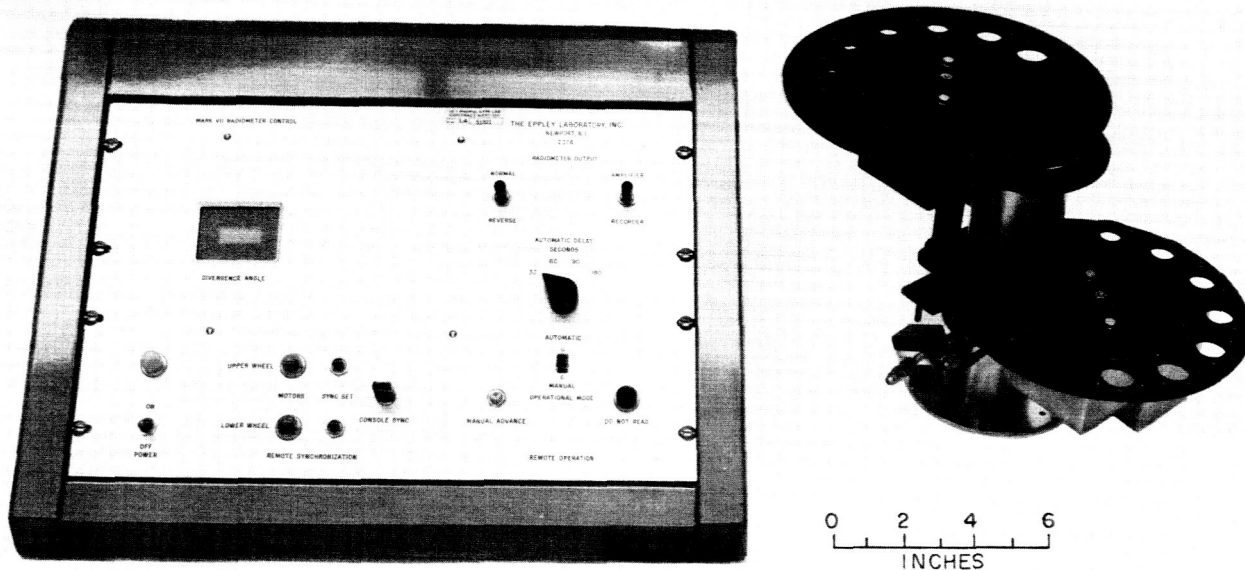 MARK VII RADIOMETER CONTROL
THE EPPLEY LABORATORY, INC.
NEWPORT, R.I.
RADIOMETER OUTPUT
NORMAL
AMPLIFIER
REVERSE
RECORDER
AUTOMATIC DELAY
SECONDS
60 90
180
DIVERGENCE ANGLE
AUTOMATIC
MANUAL
OPERATIONAL MODE
UPPER WHEEL
MOTORS
SYNC SET
CONSOLE SYNC
MANUAL ADVANCE
DO NOT READ
ON
OFF
POWER
LOWER WHEEL
REMOTE SYNCHRONIZATION
REMOTE OPERATION
0 2 4 6
INCHES